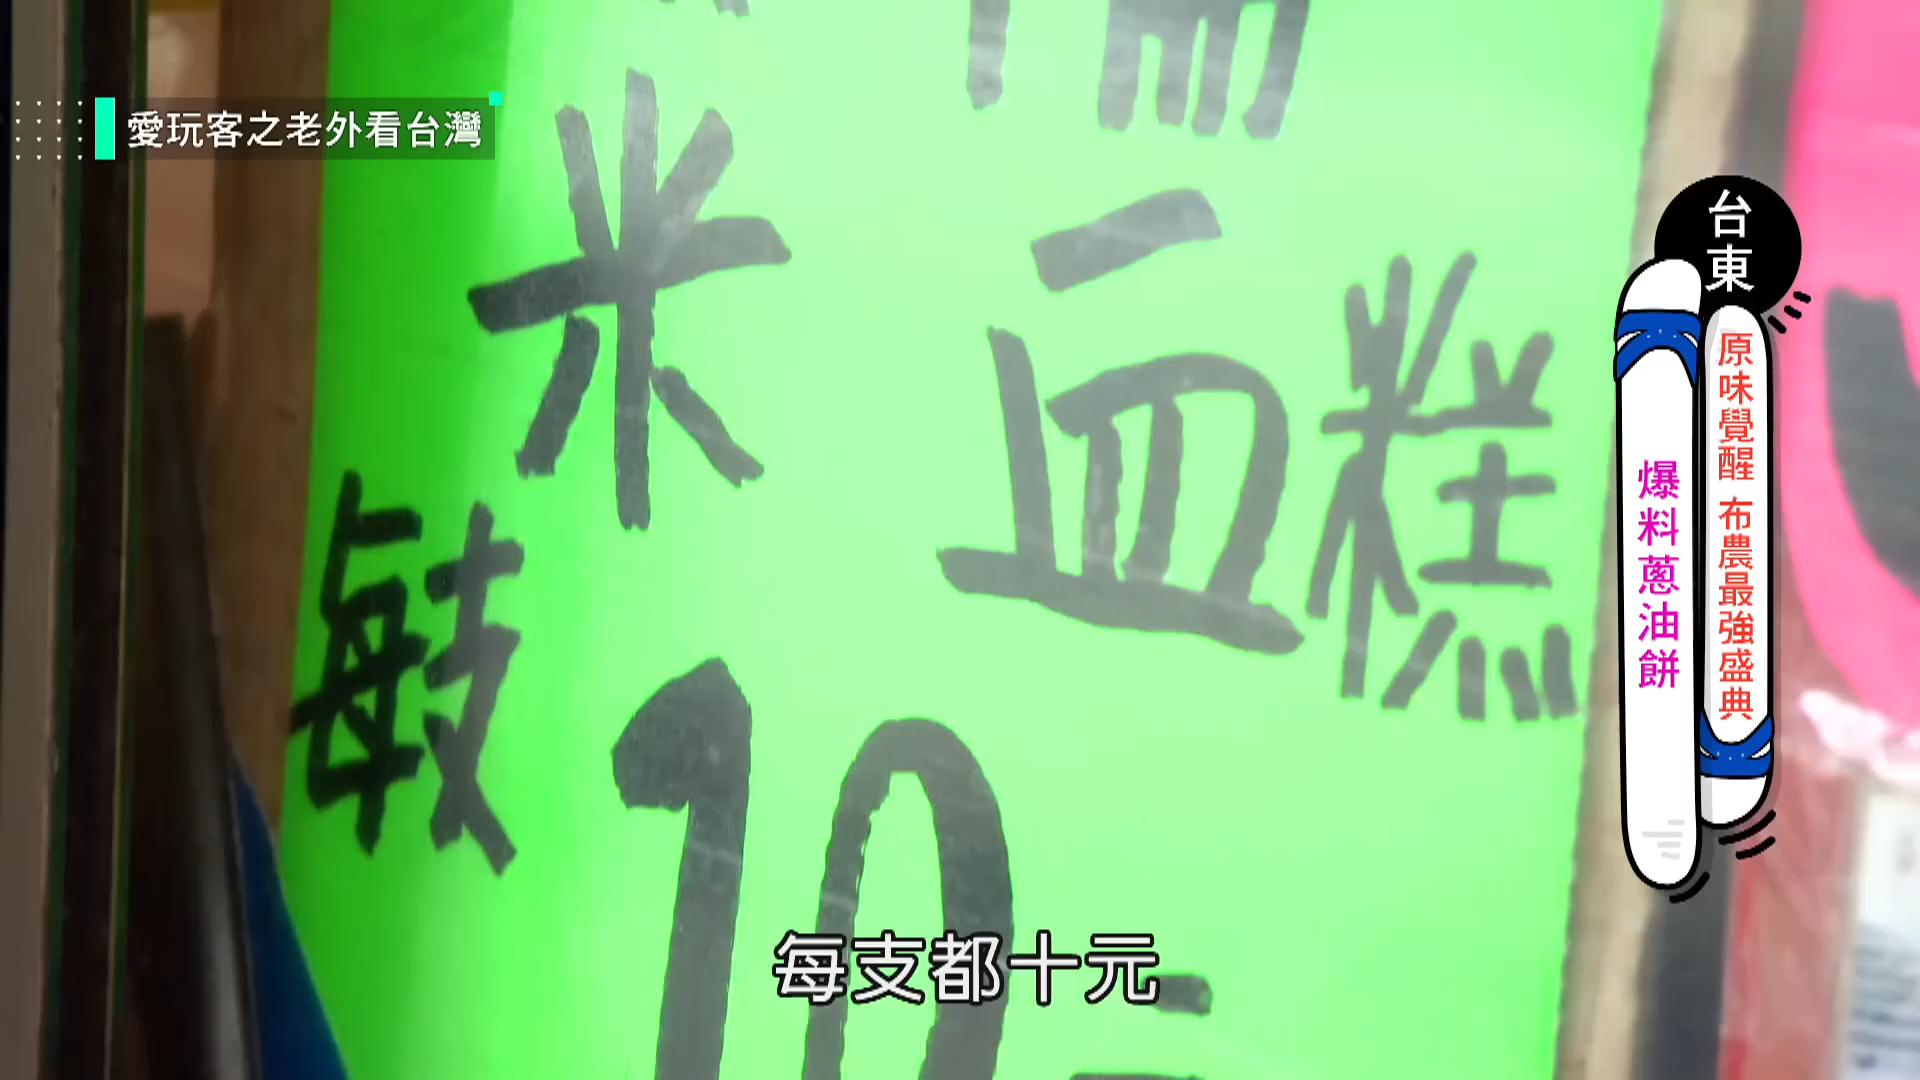 愛玩客之老外看台灣
台東
原味覺醒 布農最強盛典
爆料蔥油餅
米血糕
每支
10
每支都十元